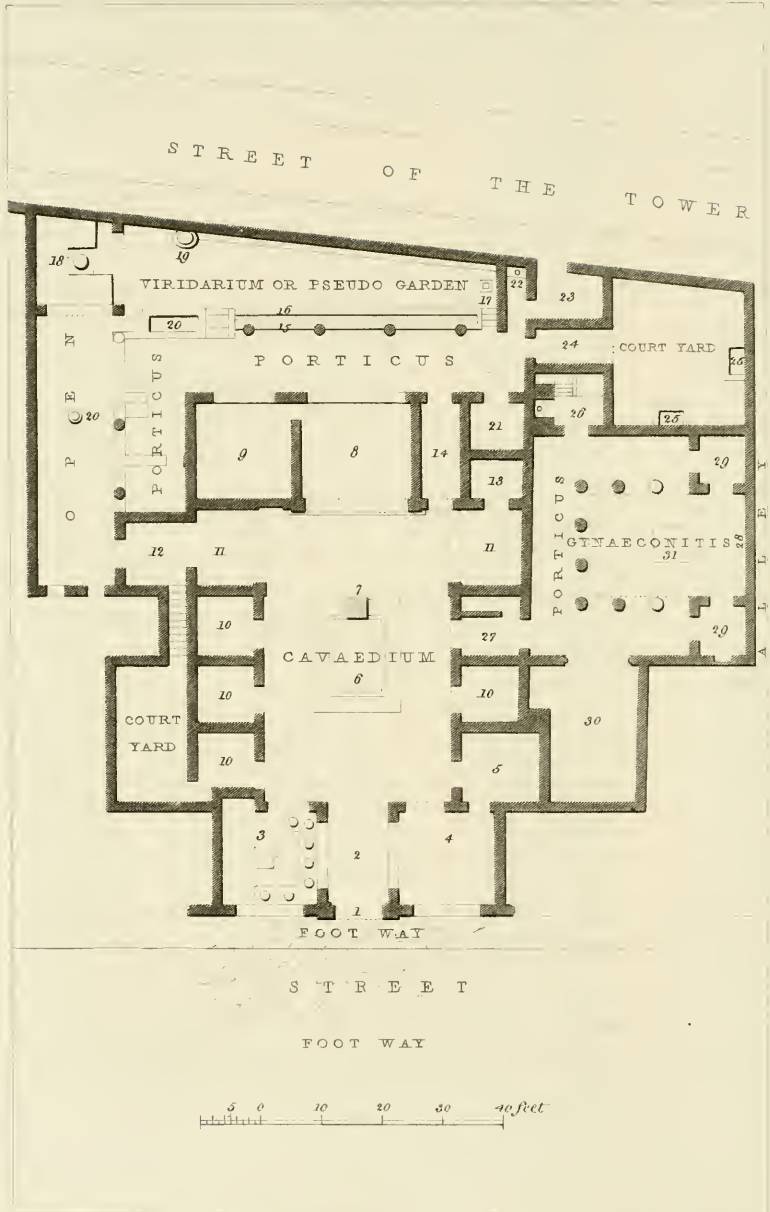 STREET OF THE TOWER
18
19
VIRIDARIUM OR PSEUDO GARDEN
17
22
23
16
20
15
24
COURT YARD
25
PORTICUS
OPEN
PORTICUS
20
9
8
14
21
26
25
13
29
PORTICUS
GYNAECONITIS
28
31
ALLEY
12
11
11
7
10
27
29
CAVAEDIUM
6
10
10
30
COURT
YARD
10
5
3
2
4
1
FOOT WAY
STREET
FOOT WAY
5 0 10 20 30 40 feet